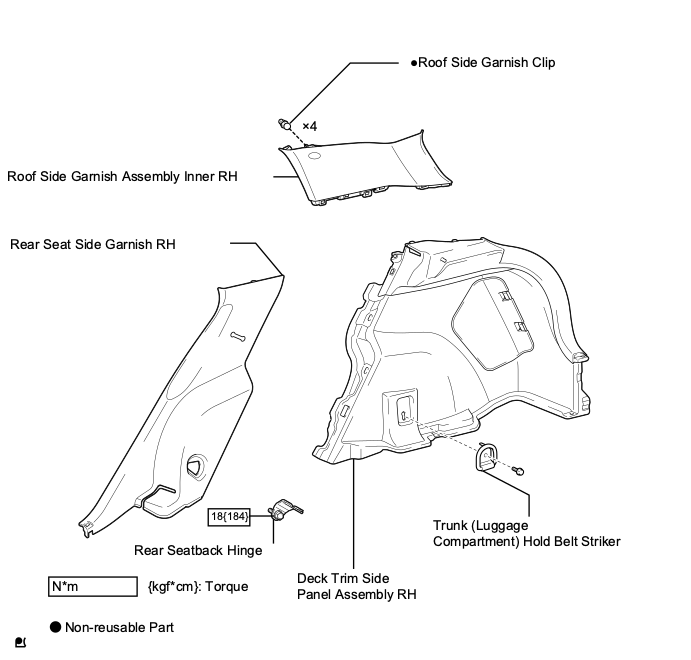 ●Roof Side Garnish Clip
×4
Roof Side Garnish Assembly Inner RH
Rear Seat Side Garnish RH
18{184}
Rear Seatback Hinge
Trunk (Luggage
Compartment) Hold Belt Striker
Deck Trim Side
Panel Assembly RH
N*m
{kgf*cm}: Torque
● Non-reusable Part